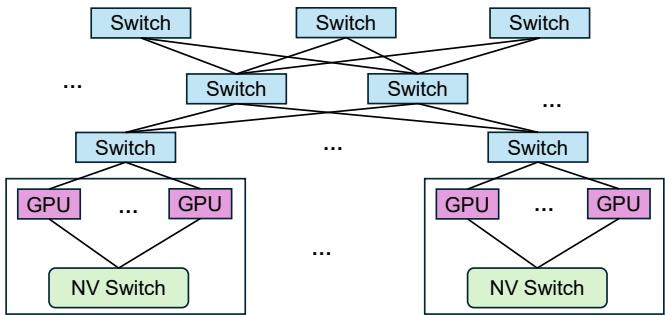 Switch Switch Switch
... Switch Switch ...
Switch ... Switch
GPU ... GPU GPU ... GPU
...
NV Switch NV Switch